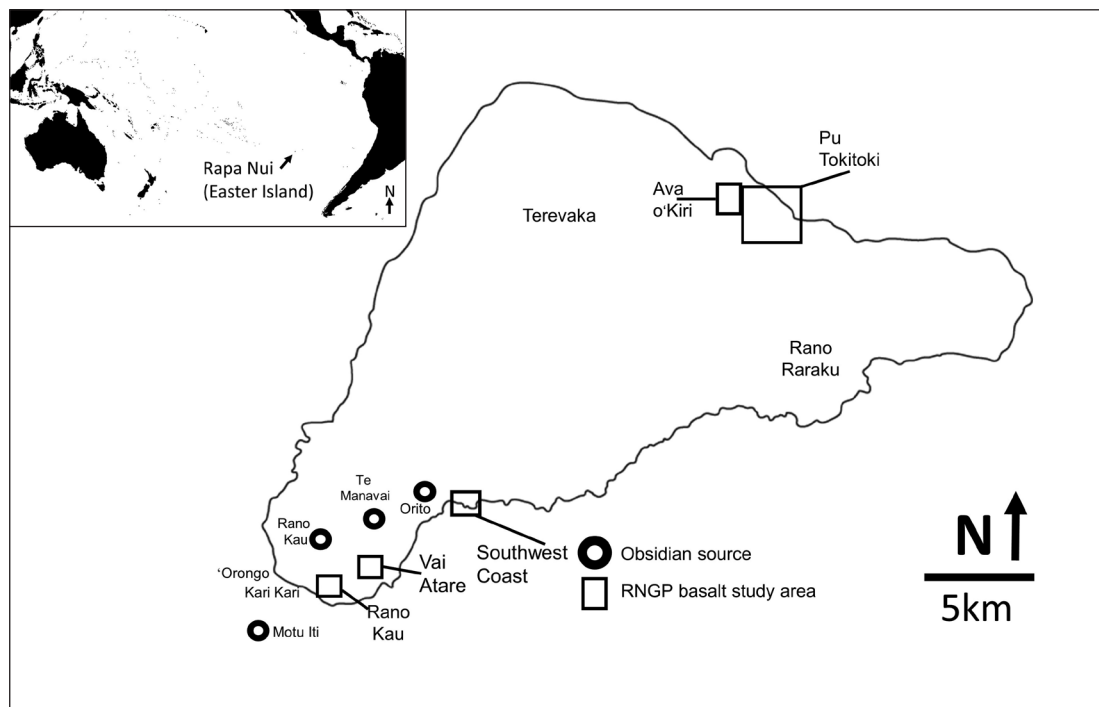 Rapa Nui
(Easter Island)
N
Pu
Tokitoki
Ava
o‘Kiri
Terevaka
Rano
Raraku
Te
Manavai
Orito
Rano
Kau
Southwest
Coast
Vai
Atare
‘Orongo
Kari Kari
Rano
Kau
Motu Iti
Obsidian source
RNGP basalt study area
N
5km